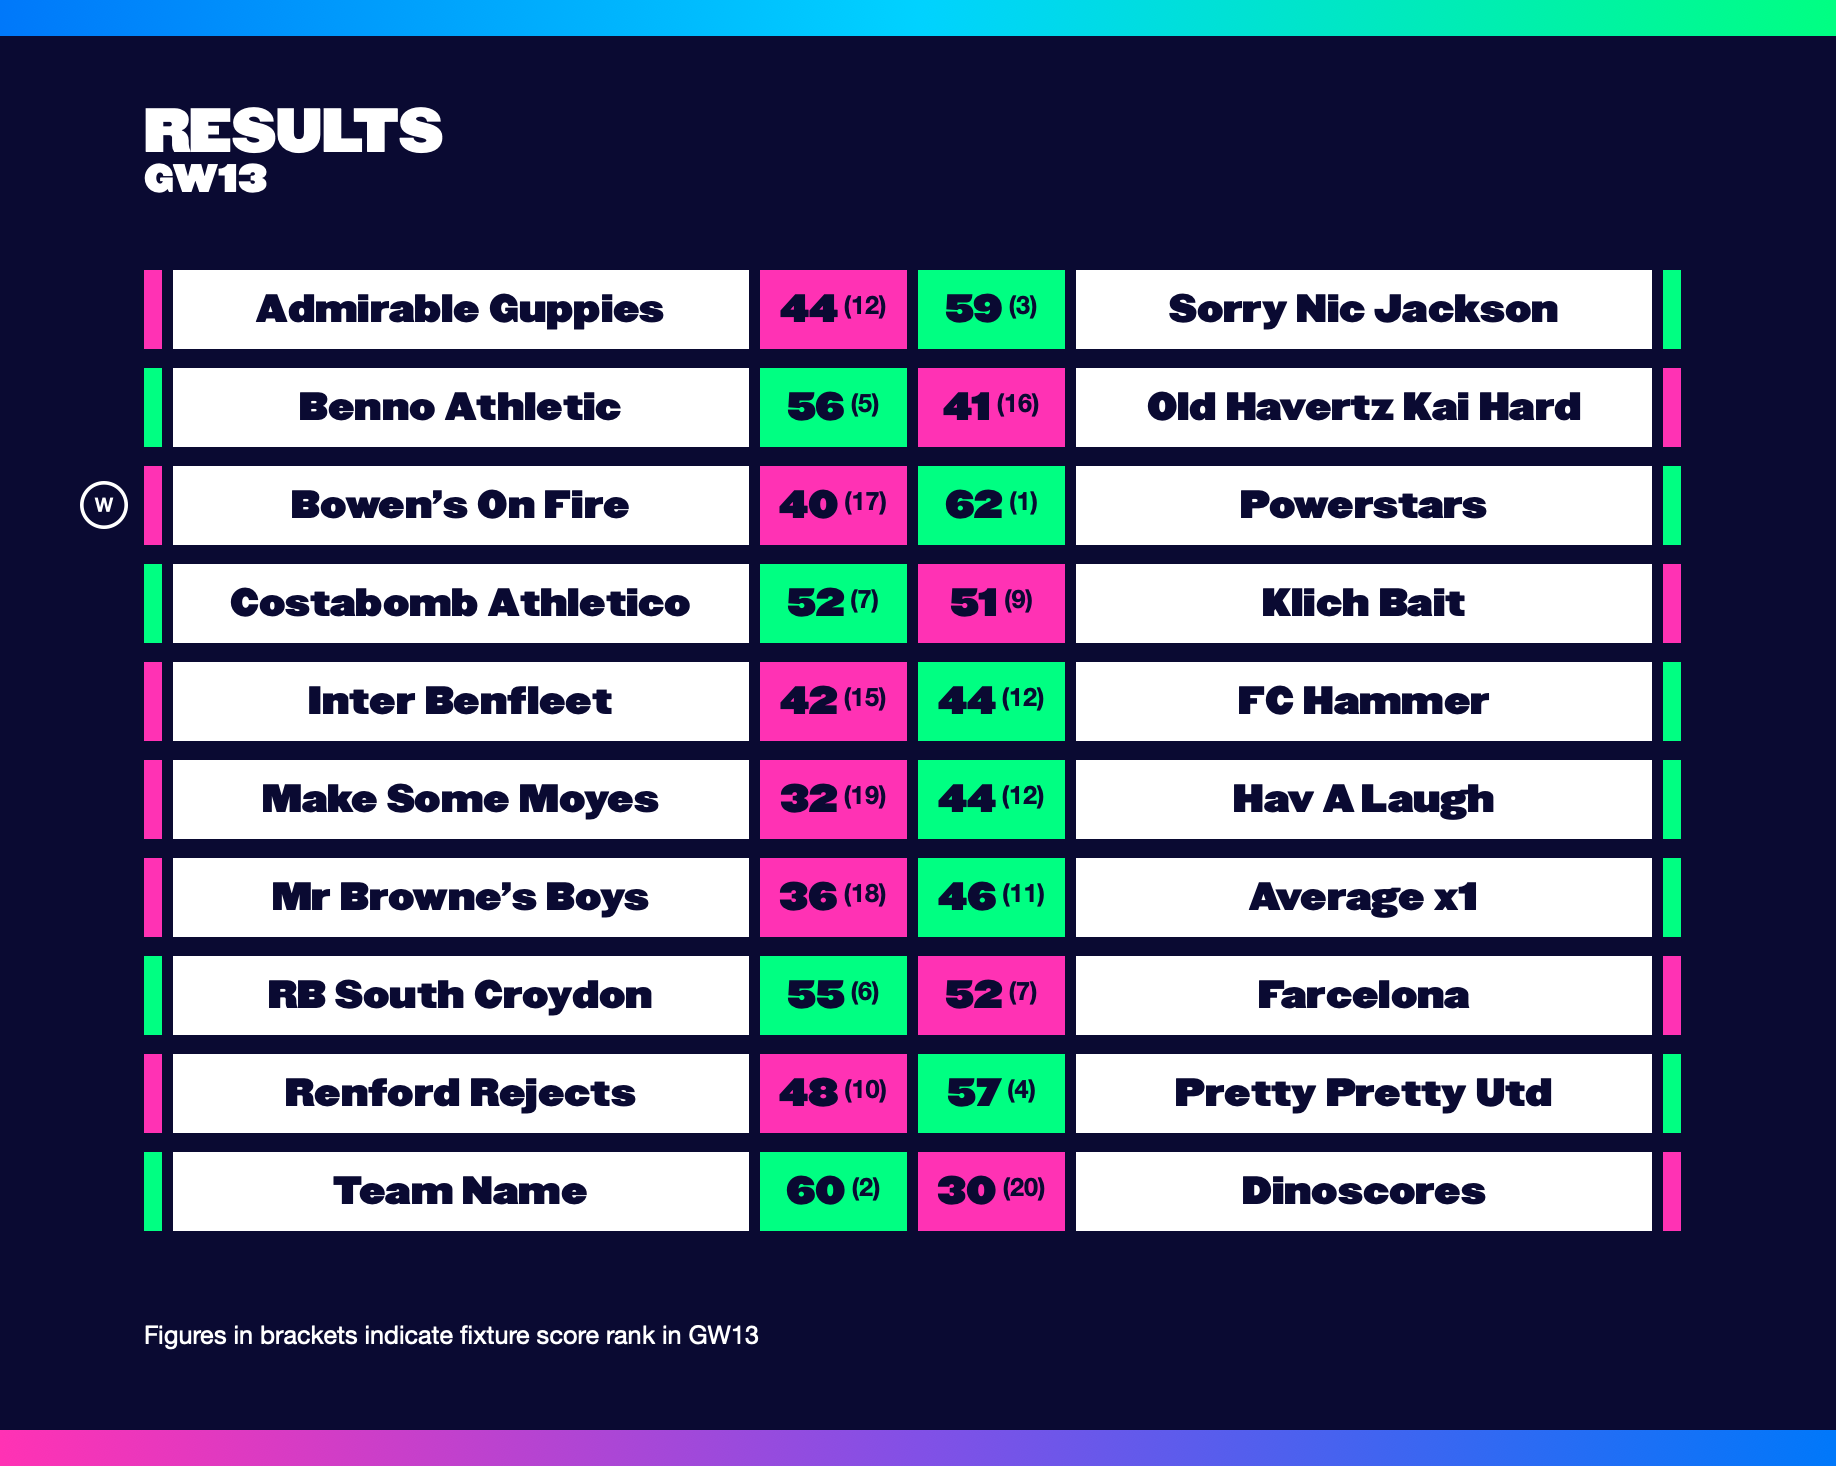 RESULTS
GW13
Admirable Guppies 44 (12) 59 (3) Sorry Nic Jackson
Benno Athletic 56 (5) 41 (16) Old Havertz Kai Hard
W Bowen’s On Fire 40 (17) 62 (1) Powerstars
Costabomb Athletico 52 (7) 51 (9) Klich Bait
Inter Benfleet 42 (15) 44 (12) FC Hammer
Make Some Moyes 32 (19) 44 (12) Hav A Laugh
Mr Browne’s Boys 36 (18) 46 (11) Average x1
RB South Croydon 55 (6) 52 (7) Farcelona
Renford Rejects 48 (10) 57 (4) Pretty Pretty Utd
Team Name 60 (2) 30 (20) Dinoscores
Figures in brackets indicate fixture score rank in GW13